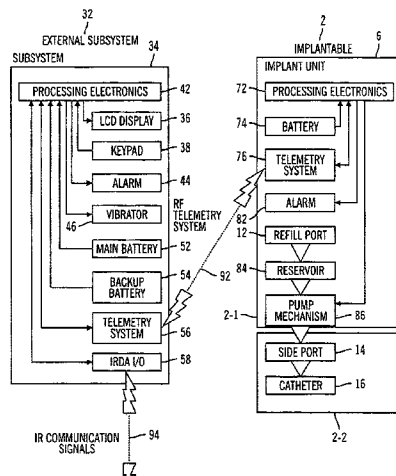 32
EXTERNAL SUBSYSTEM
34
SUBSYSTEM
PROCESSING ELECTRONICS
42
LCD DISPLAY
36
KEYPAD
38
ALARM
44
VIBRATOR
46
MAIN BATTERY
52
BACKUP
BATTERY
54
TELEMETRY
SYSTEM
56
IRDA I/O
58
RF
TELEMETRY
SYSTEM
92
IR COMMUNICATION
SIGNALS
94
2
IMPLANTABLE
6
IMPLANT UNIT
72
PROCESSING ELECTRONICS
74
BATTERY
76
TELEMETRY
SYSTEM
82
ALARM
12
REFILL PORT
84
RESERVOIR
2-1
PUMP
MECHANISM
86
SIDE PORT
14
CATHETER
16
2-2